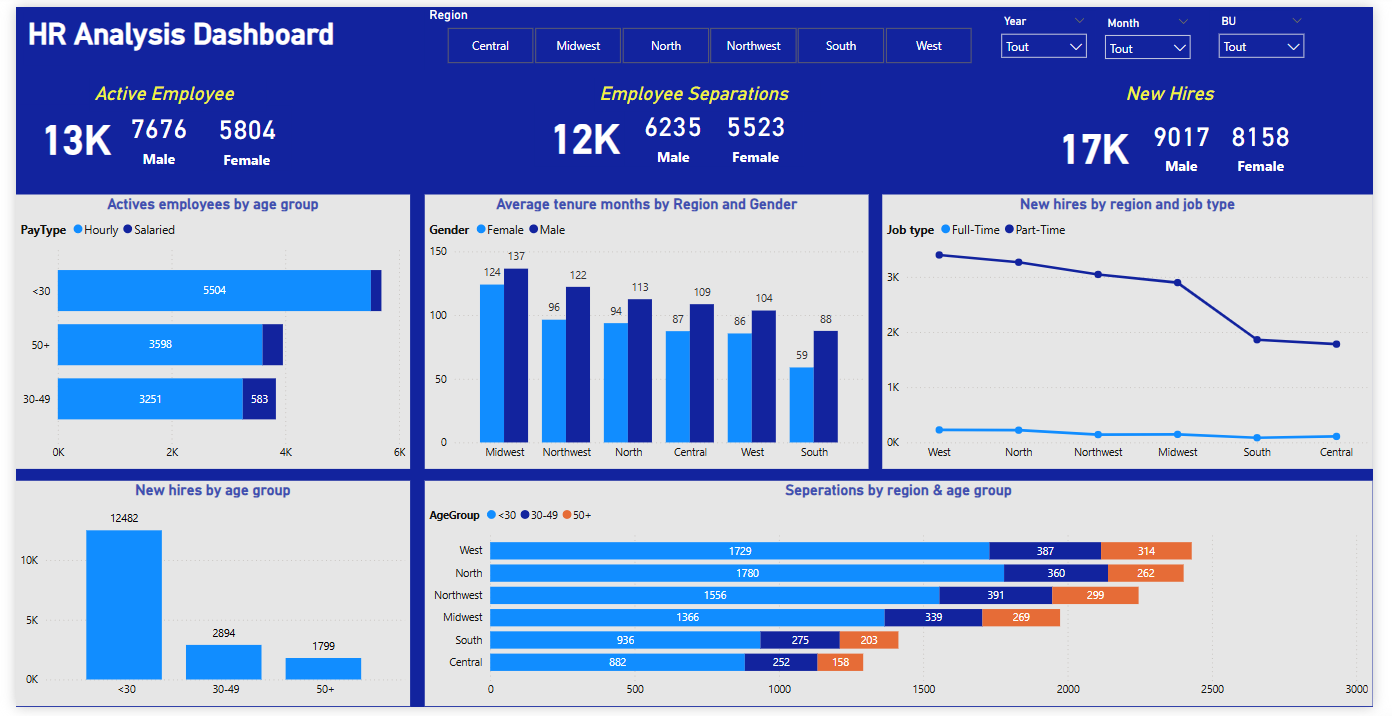 HR Analysis Dashboard
Region
Central Midwest North Northwest South West
Year Month BU
Tout Tout Tout
Active Employee
13K 7676 5804
Male Female
Employee Separations
12K 6235 5523
Male Female
New Hires
17K 9017 8158
Male Female
Actives employees by age group
PayType Hourly Salaried
<30 5504
50+ 3598
30-49 3251 583
0K 2K 4K 6K
Average tenure months by Region and Gender
Gender Female Male
150
100
50
0
124 137 96 122 94 113 87 109 86 104 59 88
Midwest Northwest North Central West South
New hires by region and job type
Job type Full-Time Part-Time
3K
2K
1K
0K
West North Northwest Midwest South Central
New hires by age group
12482
10K
5K
2894
1799
0K
<30 30-49 50+
Seperations by region & age group
AgeGroup <30 30-49 50+
West 1729 387 314
North 1780 360 262
Northwest 1556 391 299
Midwest 1366 339 269
South 936 275 203
Central 882 252 158
0 500 1000 1500 2000 2500 3000